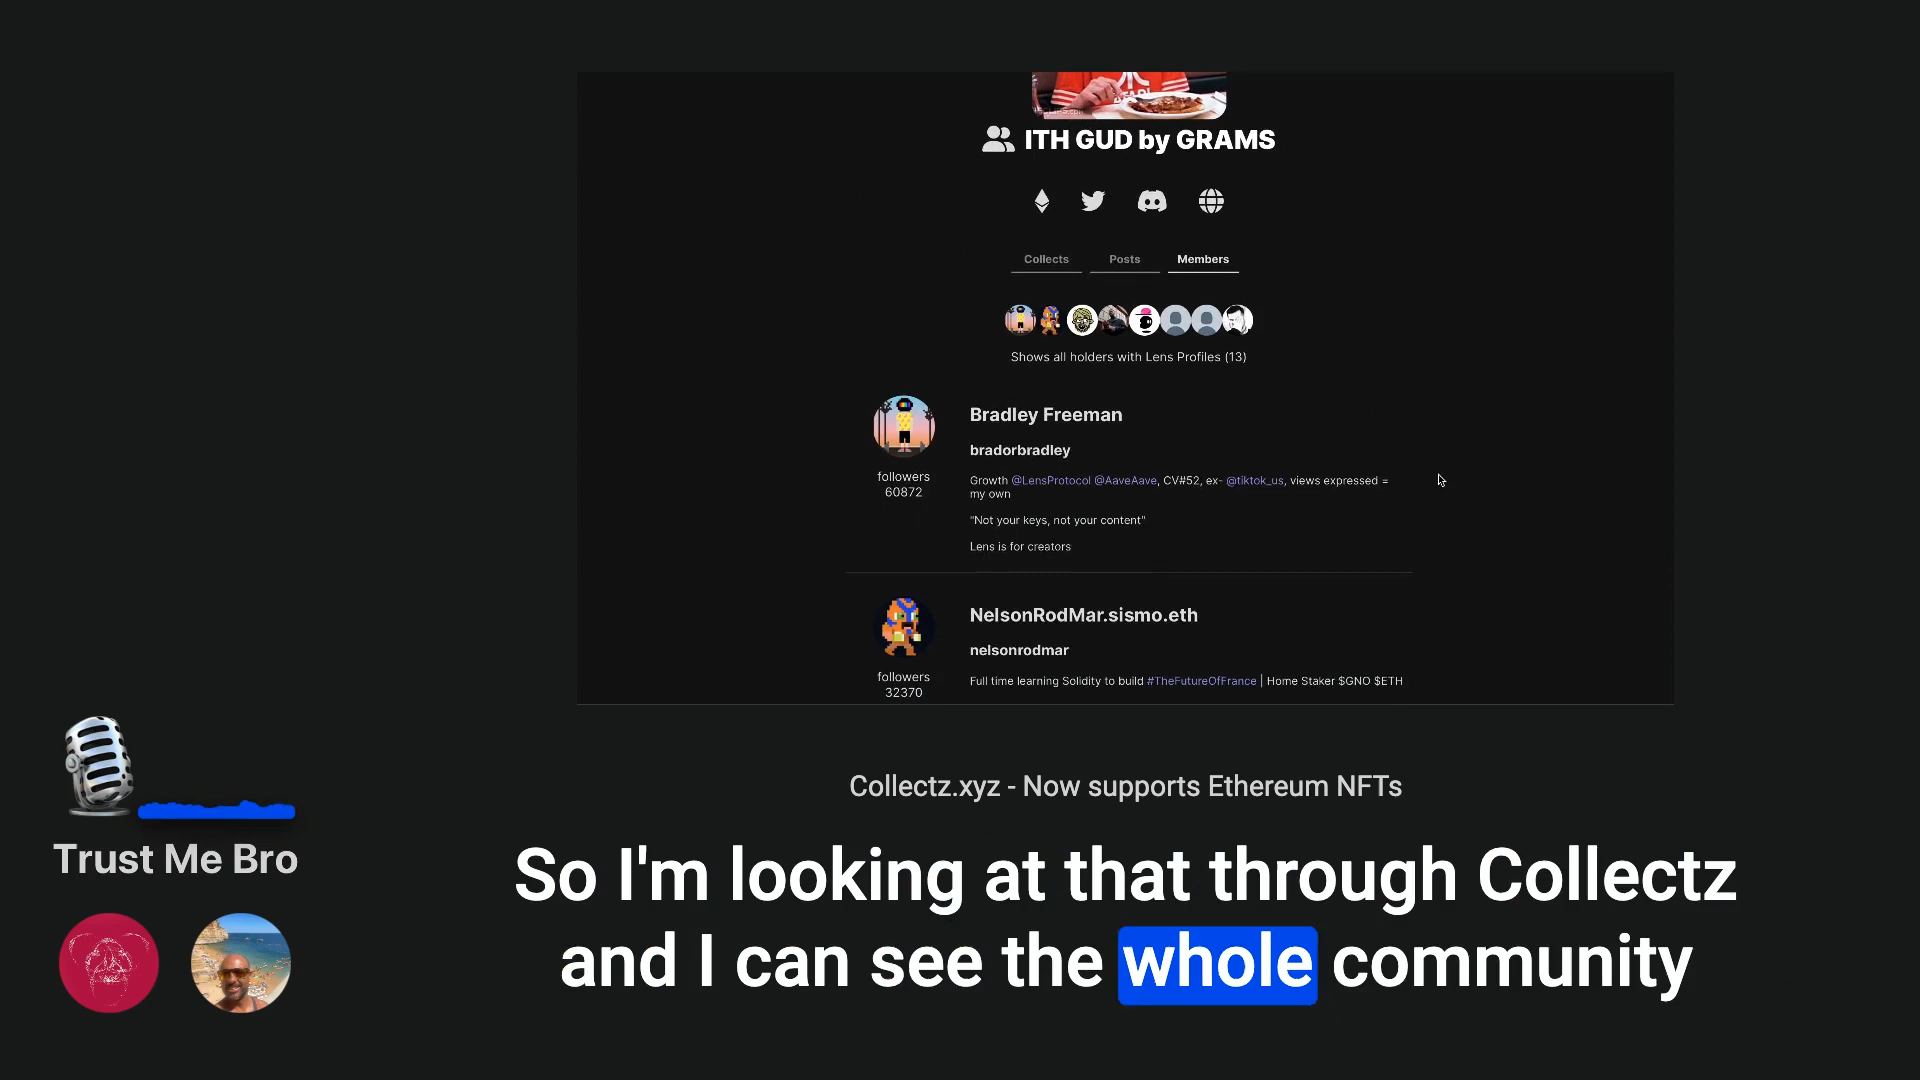 ITH GUD by GRAMS
Collects Posts Members
Shows all holders with Lens Profiles (13)
Bradley Freeman
bradorbradley
followers
60872
Growth @LensProtocol @AaveAave, CV#52, ex- @tiktok_us, views expressed =
my own
"Not your keys, not your content"
Lens is for creators
NelsonRodMar.sismo.eth
nelsonrodmar
followers
32370
Full time learning Solidity to build #TheFutureOfFrance | Home Staker $GNO $ETH
Collectz.xyz - Now supports Ethereum NFTs
Trust Me Bro
So I'm looking at that through Collectz
and I can see the whole community